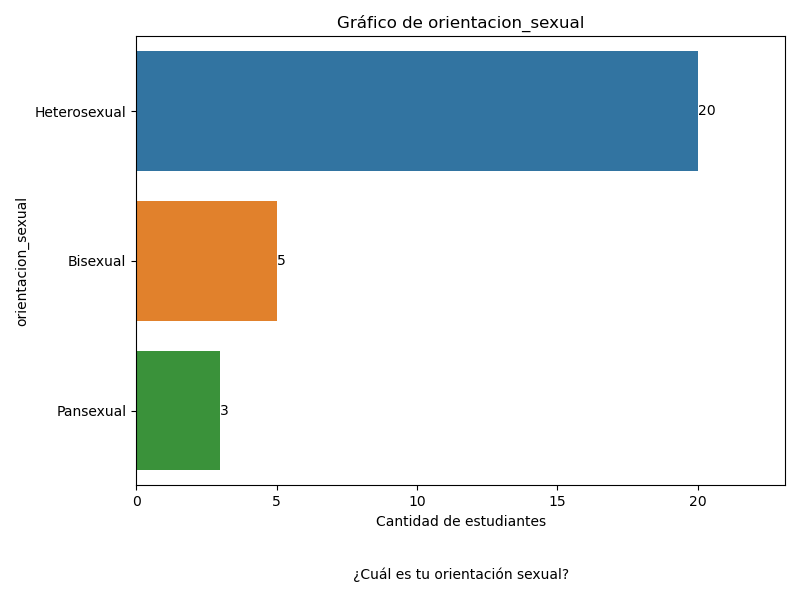 Gráfico de orientacion_sexual
Heterosexual
20
orientacion_sexual
Bisexual
5
Pansexual
3
0 5 10 15 20
Cantidad de estudiantes
¿Cuál es tu orientación sexual?